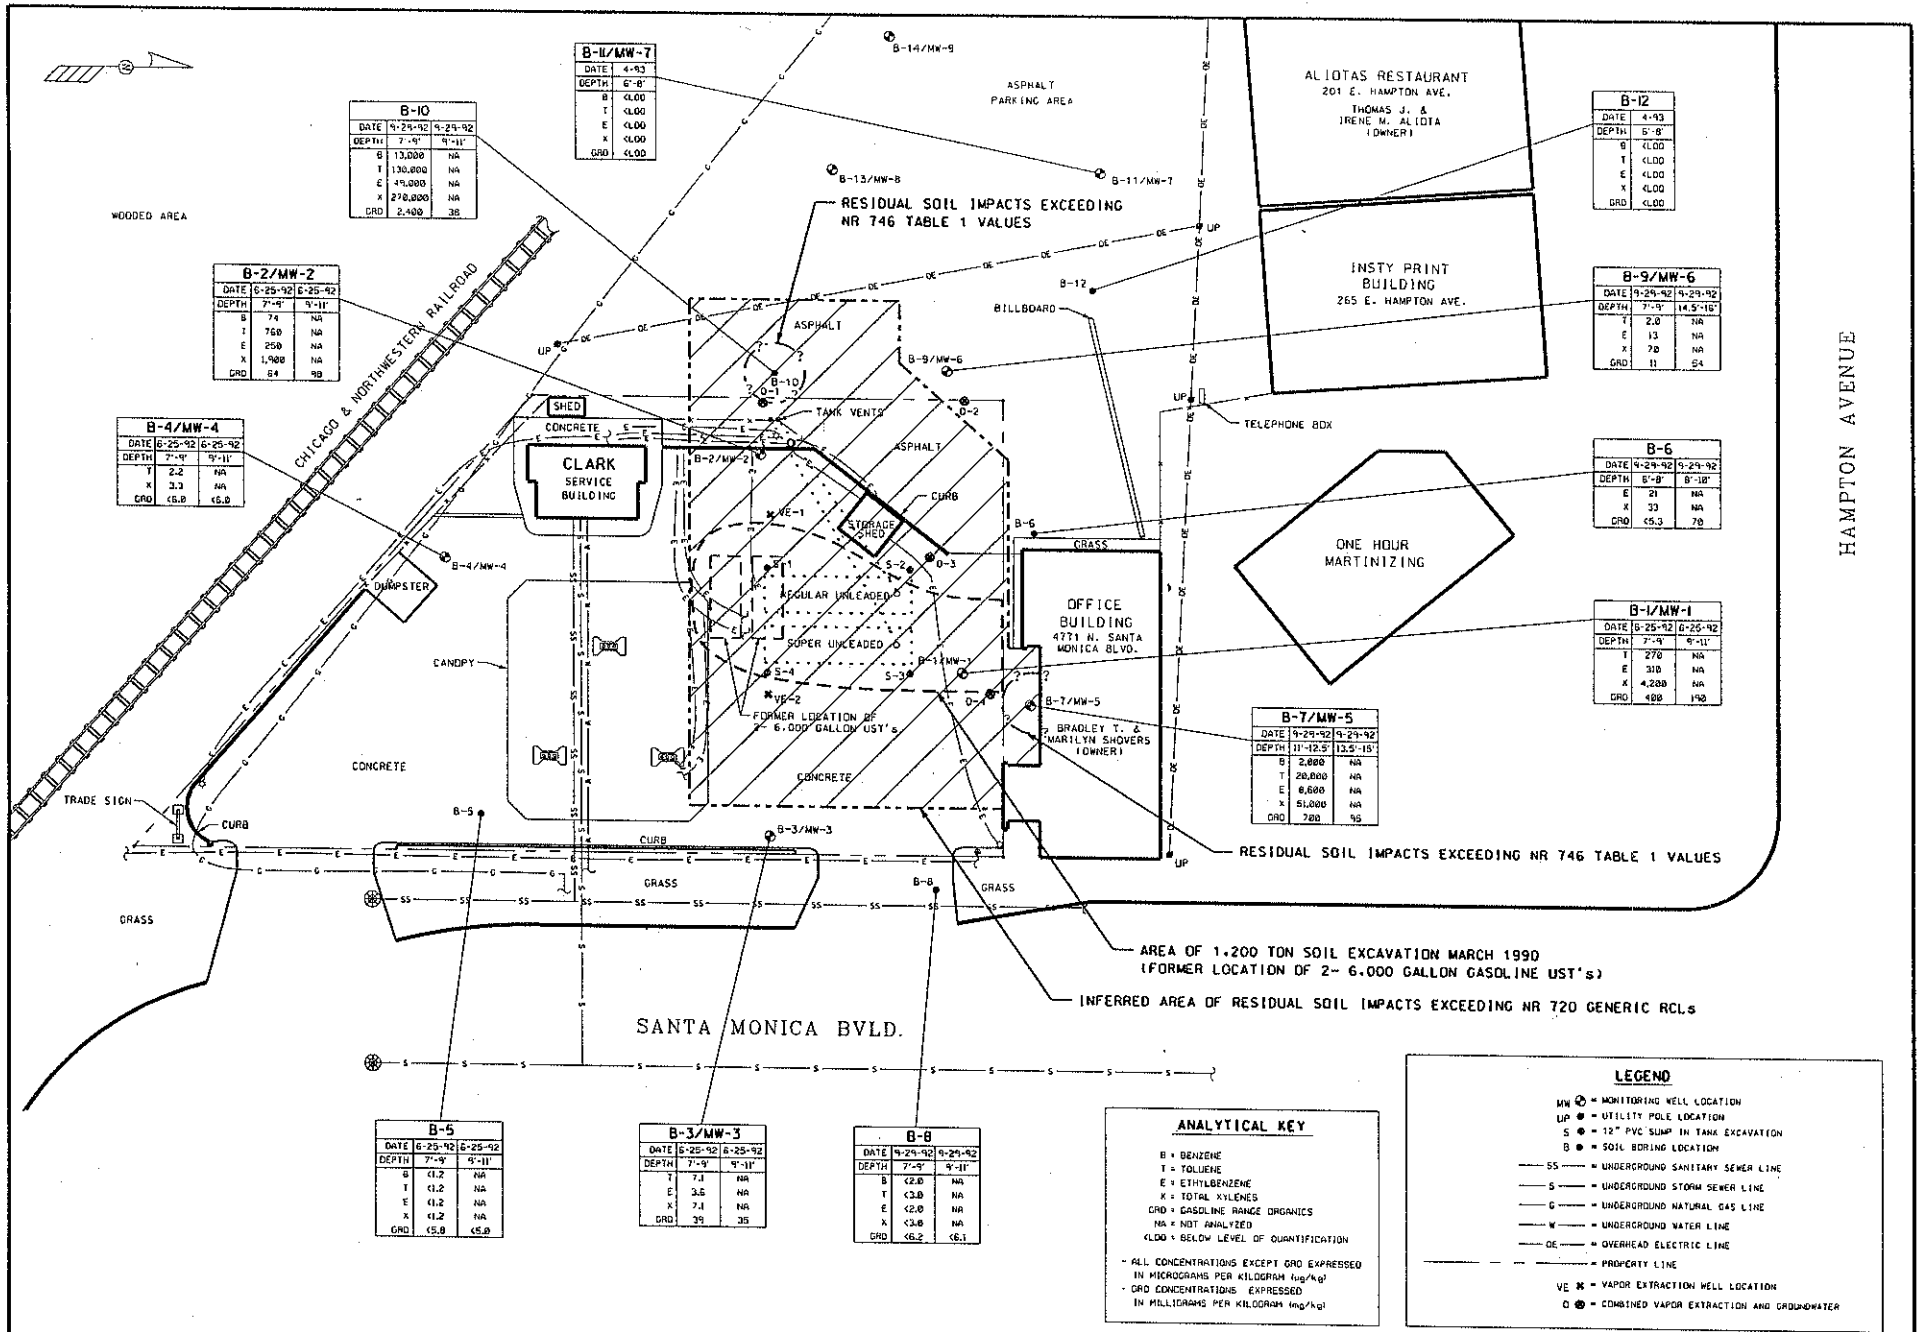 N
B-11/MW-7
DATE 4-93
DEPTH 6'-8'
B <LOD
T <LOD
E <LOD
X <LOD
GRO <LOD
B-14/MW-9
ASPHALT
PARKING AREA
ALIOTAS RESTAURANT
201 E. HAMPTON AVE.
THOMAS J. &
IRENE M. ALIOTA
(OWNER)
B-12
DATE 4-93
DEPTH 6'-8'
B <LOD
T <LOD
E <LOD
X <LOD
GRO <LOD
B-10
DATE 9-29-92 9-29-92
DEPTH 7'-9' 9'-11'
B 13,000 NA
T 130,000 NA
E 49,000 NA
X 270,000 NA
GRO 2,400 38
B-13/MW-8
B-11/MW-7
WOODED AREA
RESIDUAL SOIL IMPACTS EXCEEDING
NR 746 TABLE 1 VALUES
UP
B-2/MW-2
DATE 6-25-92 6-25-92
DEPTH 7'-9' 9'-11'
B 74 NA
T 760 NA
E 250 NA
X 1,900 NA
GRO 64 98
CHICAGO & NORTHWESTERN RAILROAD
B-12
INSTY PRINT
BUILDING
265 E. HAMPTON AVE.
B-9/MW-6
DATE 9-29-92 9-29-92
DEPTH 7'-9' 14.5'-16'
T 2.0 NA
E 13 NA
X 70 NA
GRO 11 54
BILLBOARD
ASPHALT
UP
B-9/MW-6
B-10
O-1
O-2
HAMPTON AVENUE
SHED
TANK VENTS
UP
TELEPHONE BOX
B-4/MW-4
DATE 6-25-92 6-25-92
DEPTH 7'-9' 9'-11'
T 2.2 NA
X 3.3 NA
GRO <6.0 <6.0
CONCRETE
ASPHALT
CLARK
SERVICE
BUILDING
B-2/MW-2
B-6
DATE 9-29-92 9-29-92
DEPTH 6'-8' 8'-10'
E 21 NA
X 33 NA
GRO <5.3 70
CURB
VE-1
STORAGE
SHED
B-6
GRASS
ONE HOUR
MARTINIZING
B-4/MW-4
S-1
S-2
O-3
DUMPSTER
REGULAR UNLEADED
OFFICE
BUILDING
4771 N. SANTA
MONICA BLVD.
B-1/MW-1
DATE 6-25-92 6-25-92
DEPTH 7'-9' 9'-11'
T 270 NA
E 310 NA
X 4,200 NA
GRO 400 190
SUPER UNLEADED
CANOPY
S-4
S-3
B-1/MW-1
VE-2
O-4
B-7/MW-5
FORMER LOCATION OF
2- 6,000 GALLON UST's
BRADLEY T. &
MARILYN SHOVERS
(OWNER)
B-7/MW-5
DATE 9-29-92 9-29-92
DEPTH 11'-12.5' 13.5'-15'
B 2,000 NA
T 20,000 NA
E 8,600 NA
X 51,000 NA
GRO 700 95
CONCRETE
CONCRETE
TRADE SIGN
CURB
B-5
B-3/MW-3
CURB
UP
RESIDUAL SOIL IMPACTS EXCEEDING NR 746 TABLE 1 VALUES
GRASS
GRASS
B-8
GRASS
AREA OF 1,200 TON SOIL EXCAVATION MARCH 1990
(FORMER LOCATION OF 2- 6,000 GALLON GASOLINE UST's)
INFERRED AREA OF RESIDUAL SOIL IMPACTS EXCEEDING NR 720 GENERIC RCLs
SANTA MONICA BVLD.
B-5
DATE 6-25-92 6-25-92
DEPTH 7'-9' 9'-11'
B <1.2 NA
T <1.2 NA
E <1.2 NA
X <1.2 NA
GRO <5.8 <5.8
B-3/MW-3
DATE 6-25-92 6-25-92
DEPTH 7'-9' 9'-11'
T 7.1 NA
E 3.6 NA
X 7.1 NA
GRO 39 35
B-8
DATE 9-29-92 9-29-92
DEPTH 7'-9' 9'-11'
B <2.0 NA
T <3.0 NA
E <2.0 NA
X <3.0 NA
GRO <6.2 <6.1
ANALYTICAL KEY
B = BENZENE
T = TOLUENE
E = ETHYLBENZENE
X = TOTAL XYLENES
GRO = GASOLINE RANGE ORGANICS
NA = NOT ANALYZED
<LOD = BELOW LEVEL OF QUANTIFICATION
- ALL CONCENTRATIONS EXCEPT GRO EXPRESSED
IN MICROGRAMS PER KILOGRAM (ug/kg)
- GRO CONCENTRATIONS EXPRESSED
IN MILLIGRAMS PER KILOGRAM (mg/kg)
LEGEND
MW = MONITORING WELL LOCATION
UP = UTILITY POLE LOCATION
S = 12" PVC SUMP IN TANK EXCAVATION
B = SOIL BORING LOCATION
SS = UNDERGROUND SANITARY SEWER LINE
S = UNDERGROUND STORM SEWER LINE
G = UNDERGROUND NATURAL GAS LINE
W = UNDERGROUND WATER LINE
OE = OVERHEAD ELECTRIC LINE
= PROPERTY LINE
VE = VAPOR EXTRACTION WELL LOCATION
O = COMBINED VAPOR EXTRACTION AND GROUNDWATER